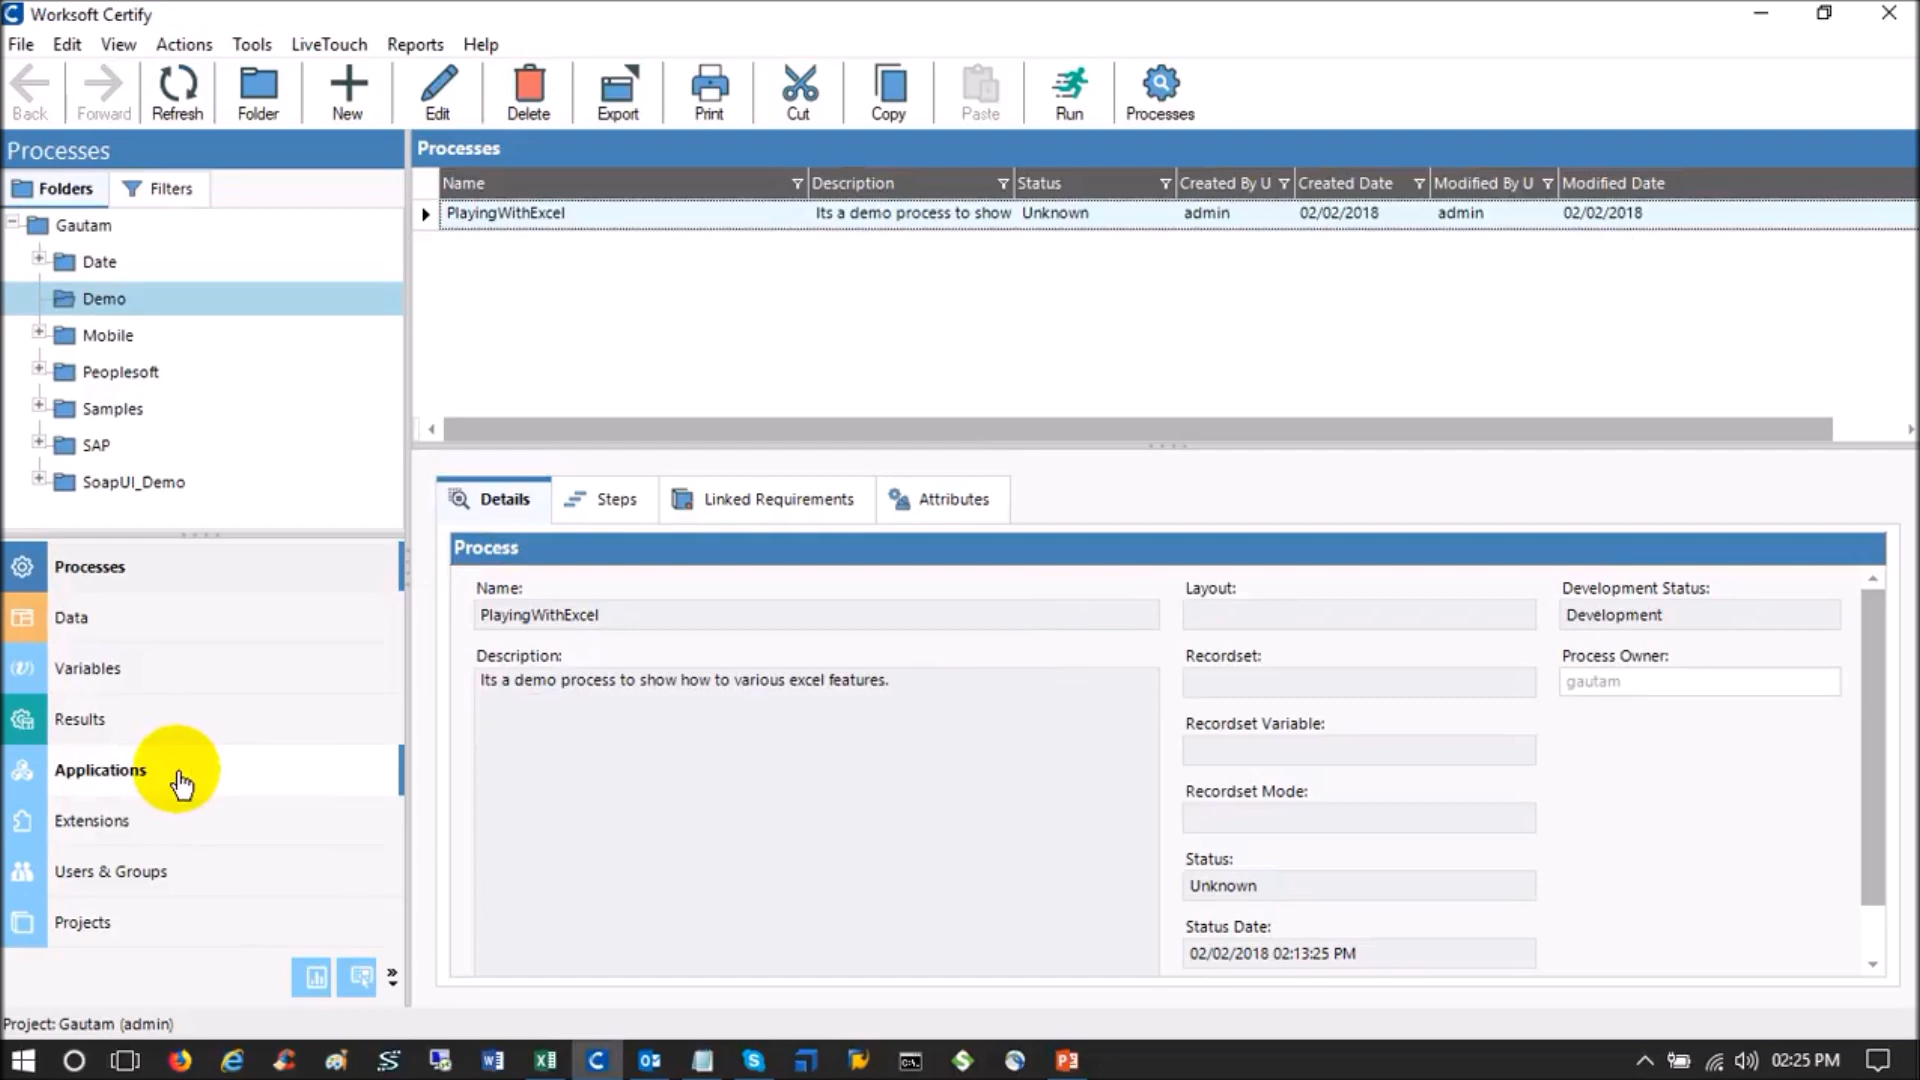 Worksoft Certify
File Edit View Actions Tools LiveTouch Reports Help
Back Forward Refresh Folder New Edit Delete Export Print Cut Copy Paste Run Processes
Processes
Folders Filters
Gautam
Date
Demo
Mobile
Peoplesoft
Samples
SAP
SoapUI_Demo
Processes
Data
Variables
Results
Applications
Extensions
Users & Groups
Projects
Processes
Name Description Status Created By U Created Date Modified By U Modified Date
PlayingWithExcel Its a demo process to show Unknown admin 02/02/2018 admin 02/02/2018
Details Steps Linked Requirements Attributes
Process
Name:
PlayingWithExcel
Description:
Its a demo process to show how to various excel features.
Layout:
Recordset:
Recordset Variable:
Recordset Mode:
Status:
Unknown
Status Date:
02/02/2018 02:13:25 PM
Development Status:
Development
Process Owner:
gautam
Project: Gautam (admin)
02:25 PM